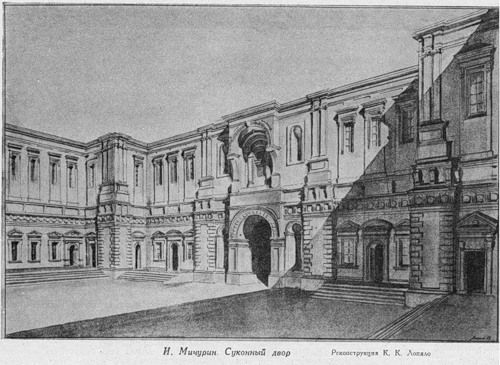 И. Мичурин. Суконный двор
Реконструкция К. К. Лопяло